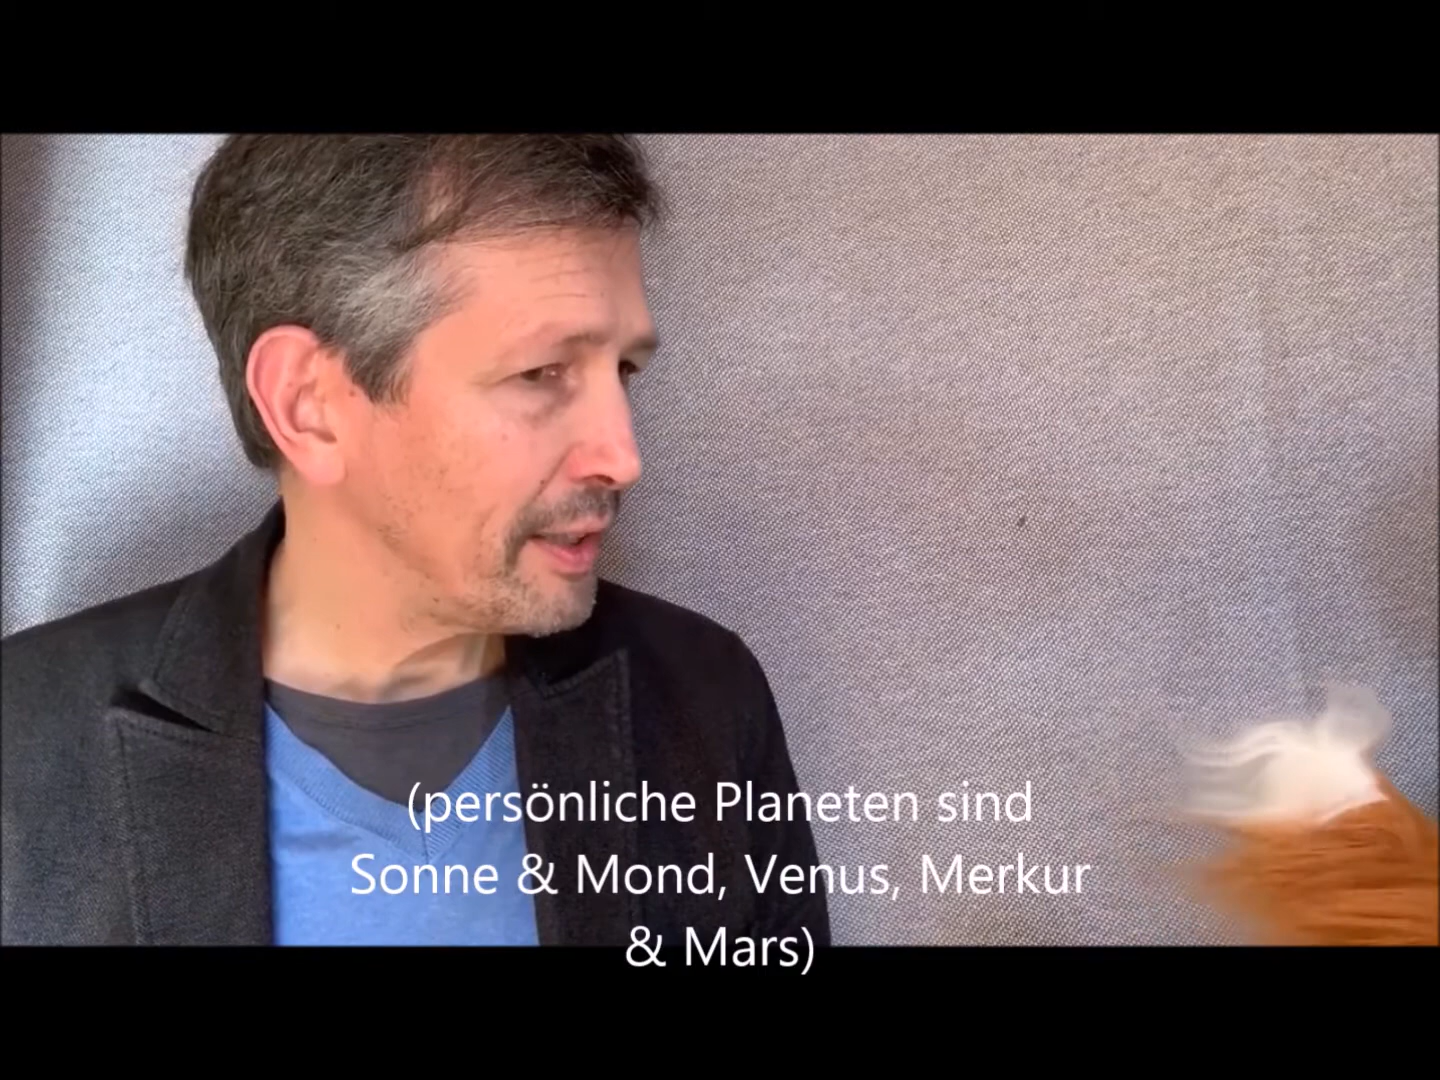 (persönliche Planeten sind
Sonne & Mond, Venus, Merkur
& Mars)